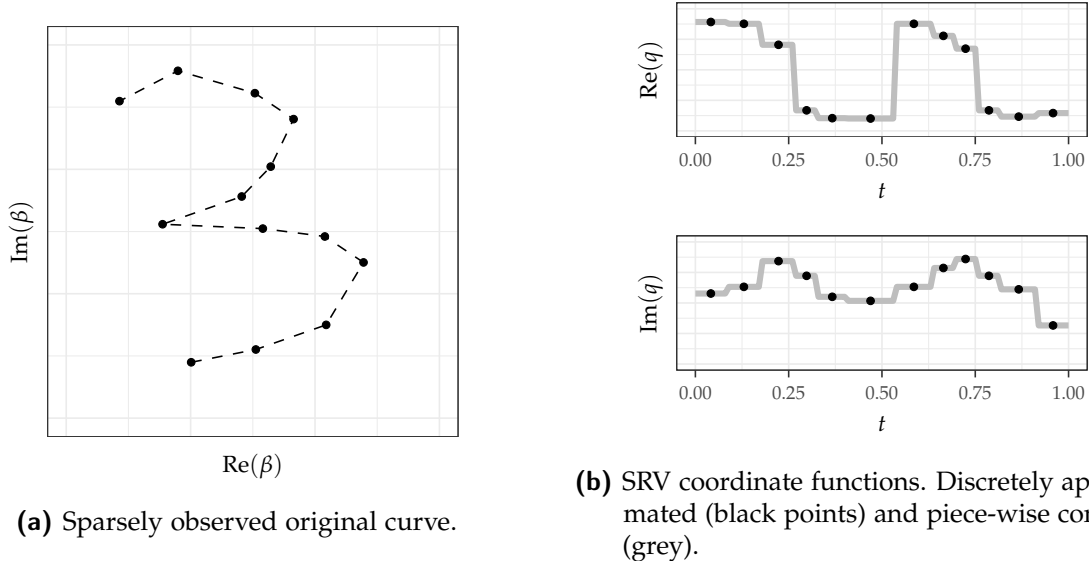 Im(β)
Re(β)
(a) Sparsely observed original curve.
Re(q)
0.00 0.25 0.50 0.75 1.00
t
Im(q)
0.00 0.25 0.50 0.75 1.00
t
(b) SRV coordinate functions. Discretely ap
mated (black points) and piece-wise con
(grey).